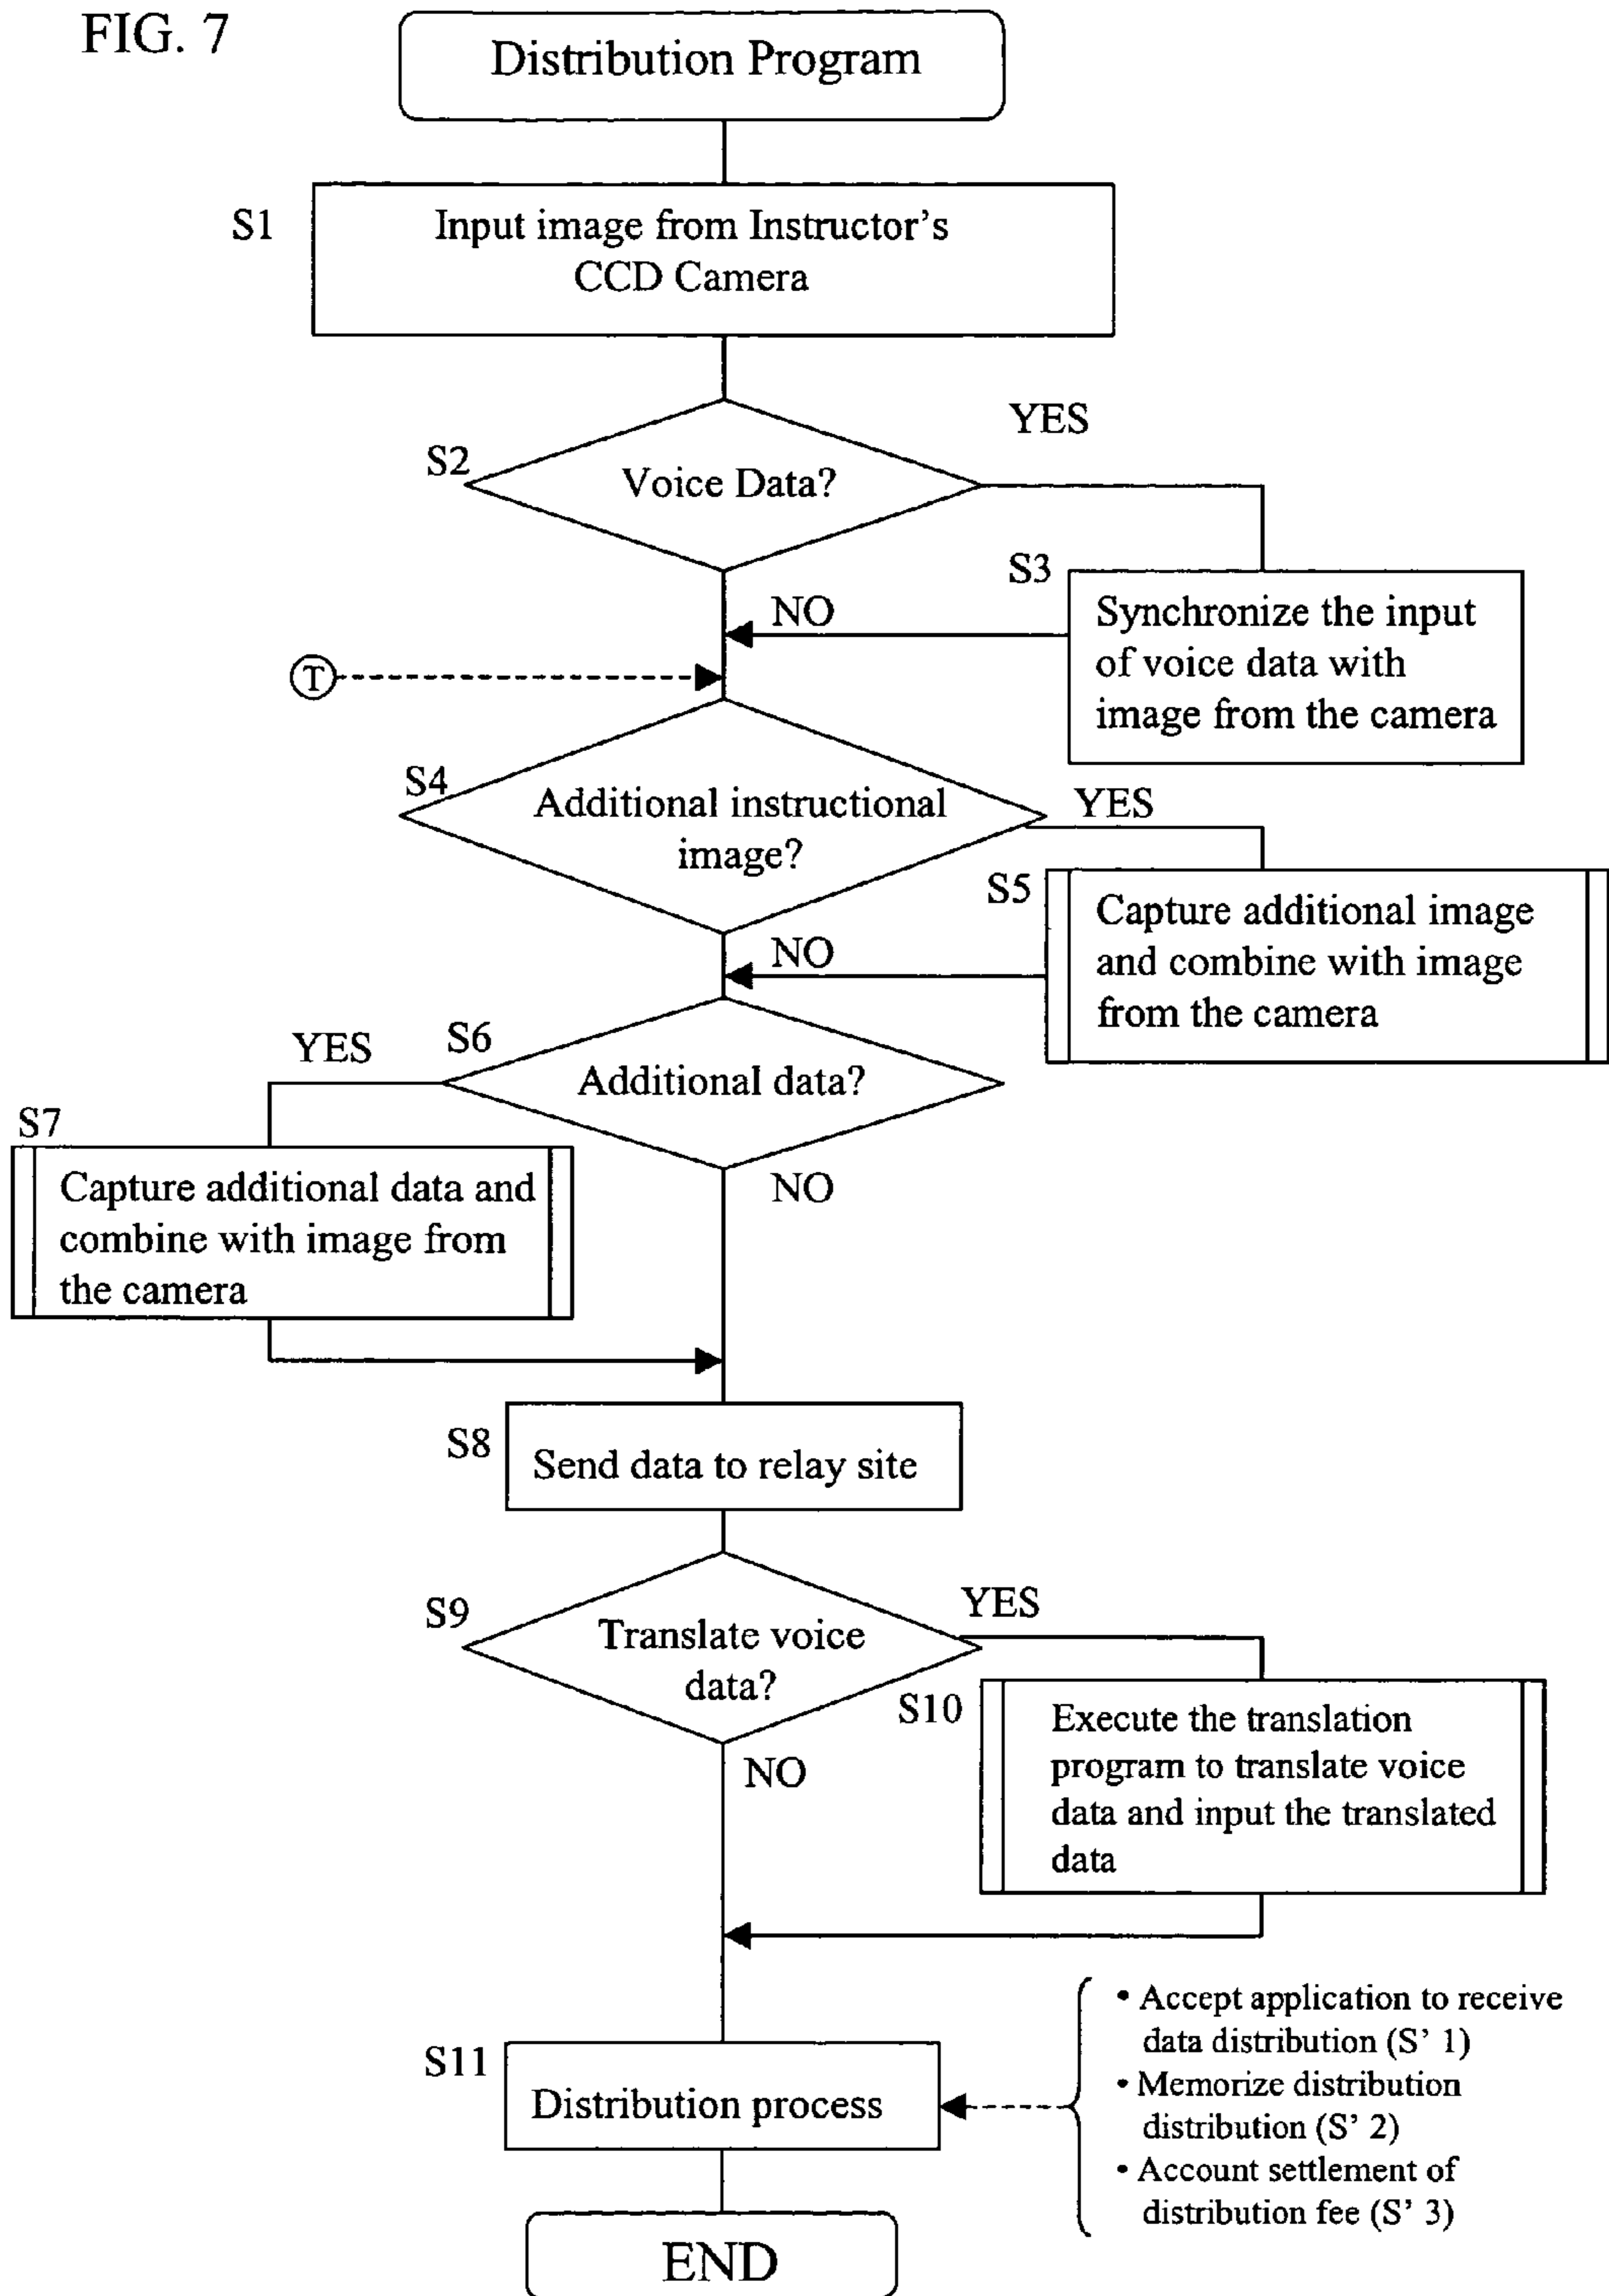 FIG. 7
Distribution Program
S1
Input image from Instructor's
CCD Camera
S2
Voice Data?
YES
S3
Synchronize the input
of voice data with
image from the camera
NO
T
S4
Additional instructional
image?
YES
S5
Capture additional image
and combine with image
from the camera
NO
S6
Additional data?
YES
S7
Capture additional data and
combine with image from
the camera
NO
S8
Send data to relay site
S9
Translate voice
data?
YES
S10
Execute the translation
program to translate voice
data and input the translated
data
NO
S11
Distribution process
• Accept application to receive
data distribution (S' 1)
• Memorize distribution
distribution (S' 2)
• Account settlement of
distribution fee (S' 3)
END